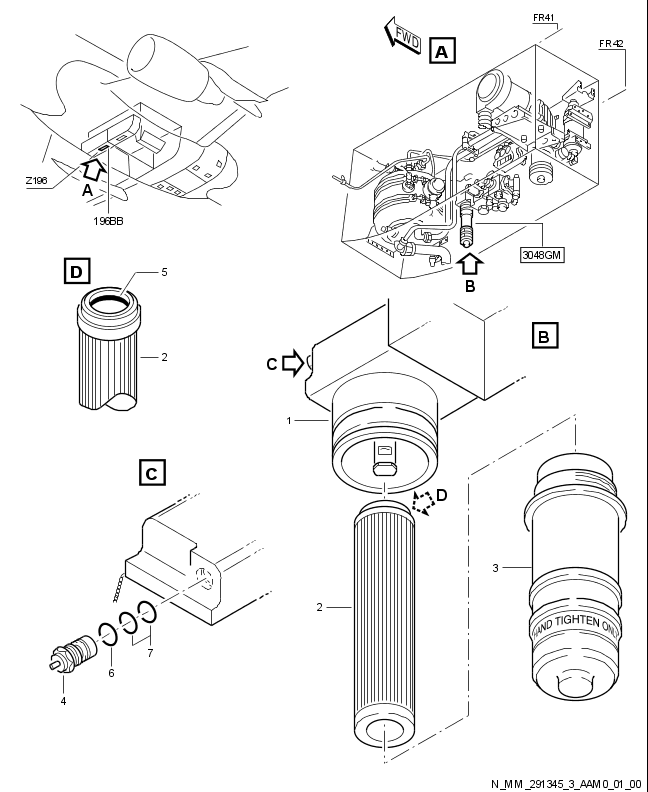 FR41
FR42
FWD
A
Z196
A
196BB
3048GM
B
D
5
2
B
C
1
C
D
3
2
HAND TIGHTEN ONLY
7
6
4
N_MM_291345_3_AAM0_01_00